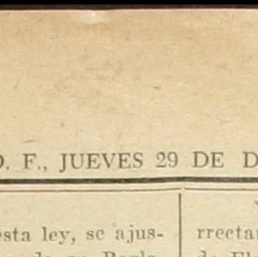 D. F., JUEVES 29 DE D
esta ley, se ajus-
rrecta